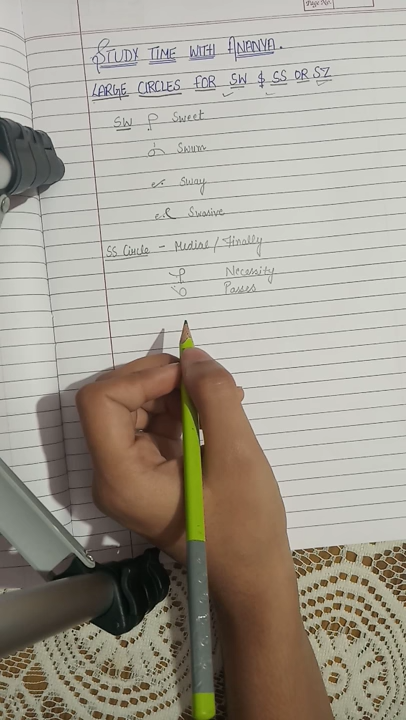 Page No.
STUDY TIME WITH ANANYA.
LARGE CIRCLES FOR SW & SS OR SZ
SW Sweet
Swum
Sway
Swasive
SS Circle - Medial / Finally
Necessity
Passes